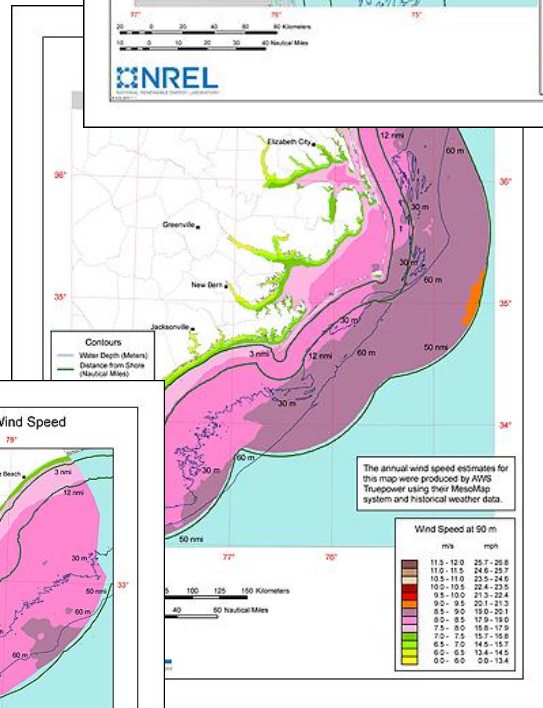 77°
76°
75°
20 0 20 40 60 80 Kilometers
10 0 10 20 30 40 Nautical Miles
NREL
NATIONAL RENEWABLE ENERGY LABORATORY
12 nmi
60 m
Elizabeth City
36°
36°
30 m
Greenville
30 m
60 m
New Bern
35°
35°
30 m
Jacksonville
3 nmi
12 nmi
60 m
50 nmi
Contours
Water Depth (Meters)
Distance from Shore
(Nautical Miles)
30 m
34°
60 m
30 m
The annual wind speed estimates for
this map were produced by AWS
Truepower using their MesoMap
system and historical weather data.
50 nmi
77°
76°
Wind Speed at 90 m
m/s mph
11.5 - 12.0 25.7 - 26.8
11.0 - 11.5 24.6 - 25.7
10.5 - 11.0 23.5 - 24.6
10.0 - 10.5 22.4 - 23.5
9.5 - 10.0 21.3 - 22.4
9.0 - 9.5 20.1 - 21.3
8.5 - 9.0 19.0 - 20.1
8.0 - 8.5 17.9 - 19.0
7.5 - 8.0 16.8 - 17.9
7.0 - 7.5 15.7 - 16.8
6.5 - 7.0 14.5 - 15.7
6.0 - 6.5 13.4 - 14.5
0.0 - 6.0 0.0 - 13.4
100 150 Kilometers
40 60 Nautical Miles
Wind Speed
79°
Beach
3 nmi
12 nmi
30 m
33°
50 nmi
60 m
60 m